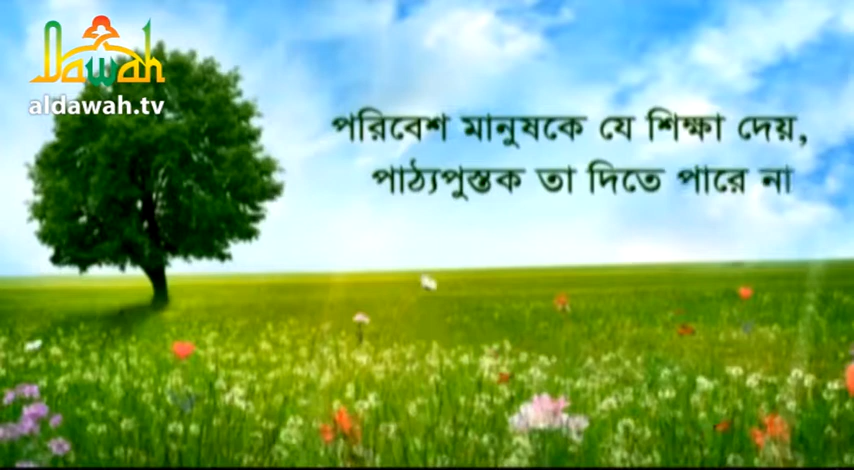 Dawah
aldawah.tv
পরিবেশ মানুষকে যে শিক্ষা দেয়,
পাঠ্যপুস্তক তা দিতে পারে না